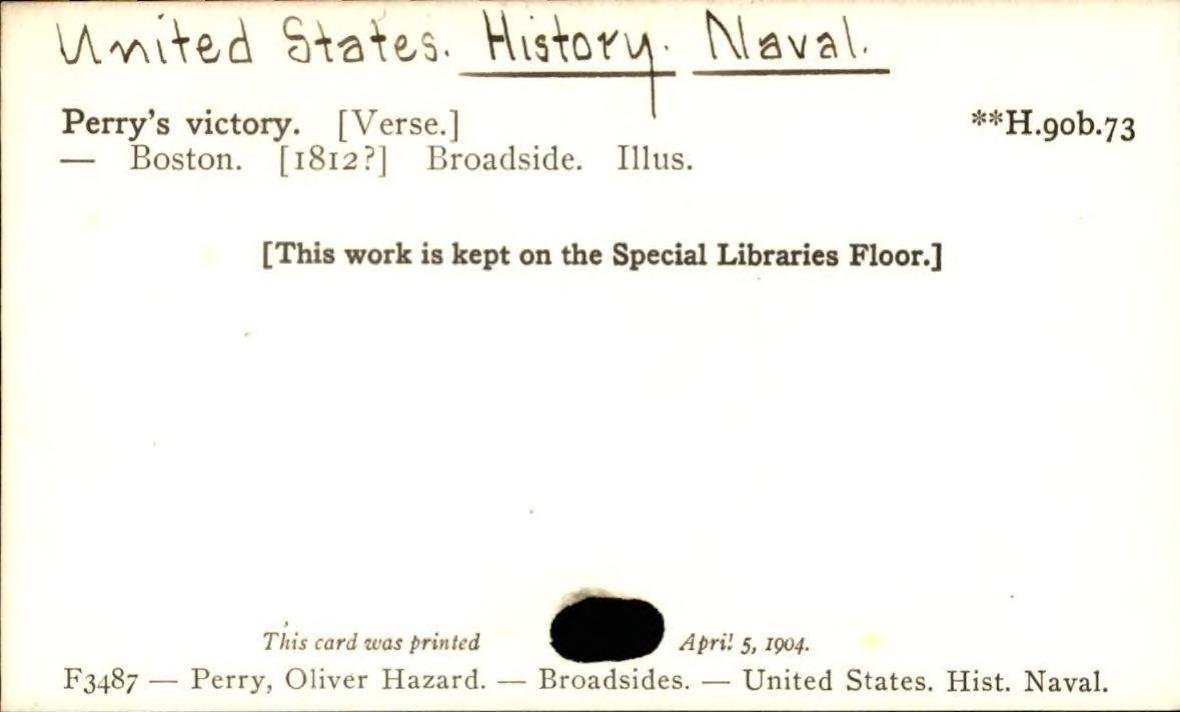 United States. History. Naval.
Perry's victory. [Verse.] **H.90b.73
— Boston. [1812?] Broadside. Illus.
[This work is kept on the Special Libraries Floor.]
This card was printed April 5, 1904.
F3487 — Perry, Oliver Hazard. — Broadsides. — United States. Hist. Naval.